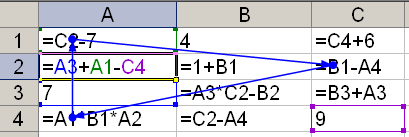 A B C
1 =C2-7 4 =C4+6
2 =A3+A1-C4 =1+B1 =B1-A4
3 7 =A3*C2-B2 =B3+A3
4 =A1 B1*A2 =C2-A4 9